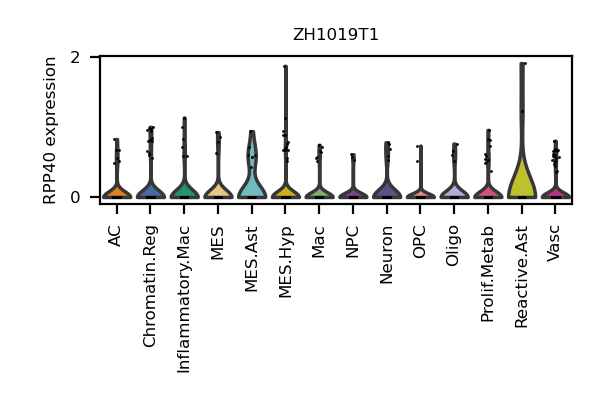 ZH1019T1
RPP40 expression
2
0
AC
Chromatin.Reg
Inflammatory.Mac
MES
MES.Ast
MES.Hyp
Mac
NPC
Neuron
OPC
Oligo
Prolif.Metab
Reactive.Ast
Vasc